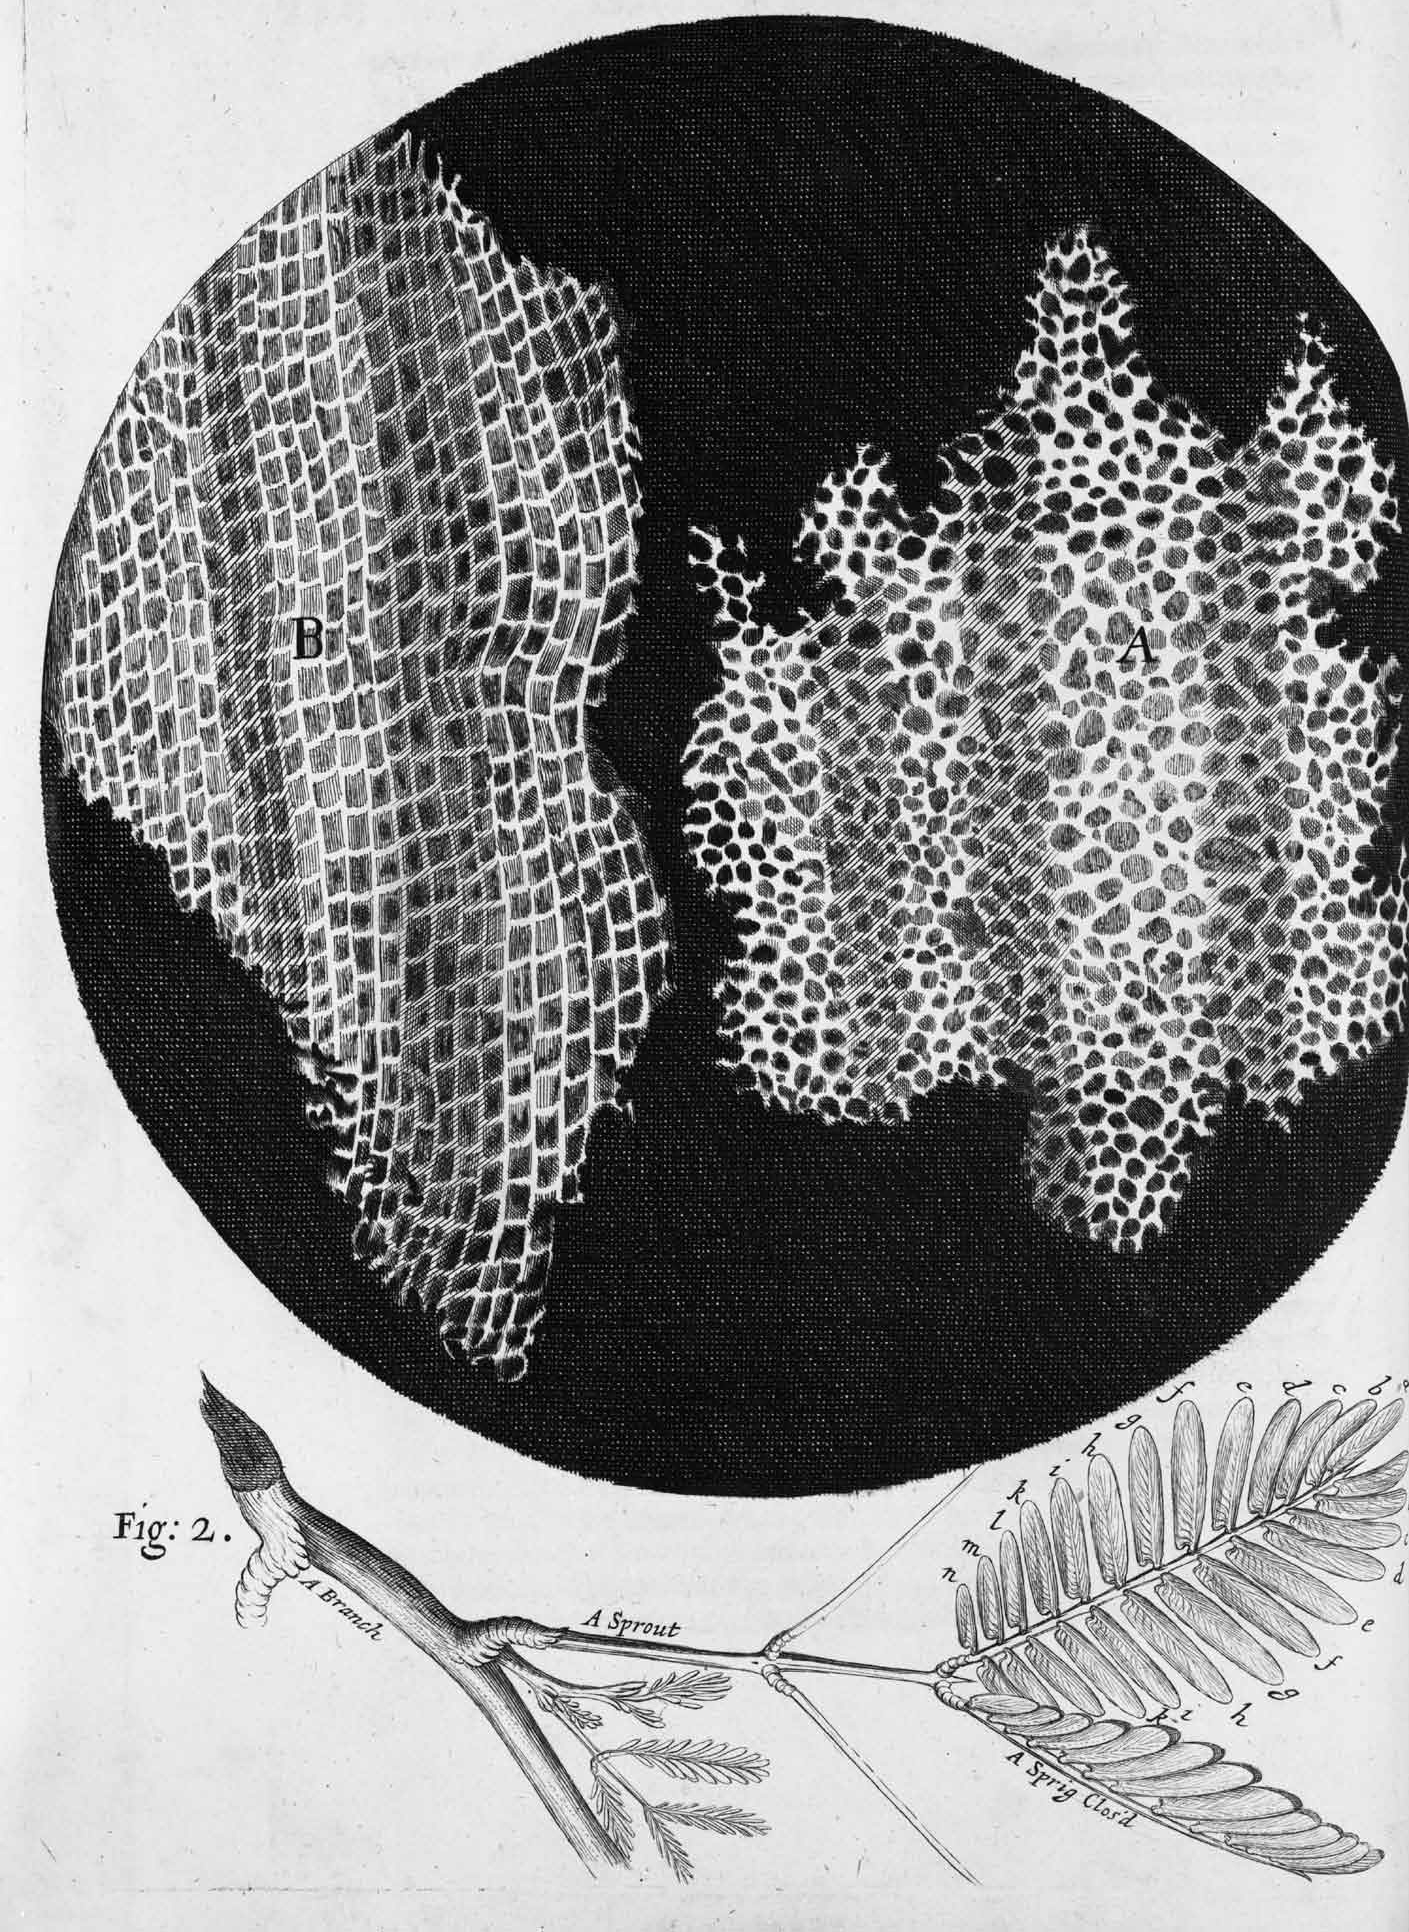 B
A
f e d c b
g
h
i
k
l
m
n
Fig: 2.
A Branch
A Sprout
d
e
f
g
h
i
k
A Sprig Clos'd